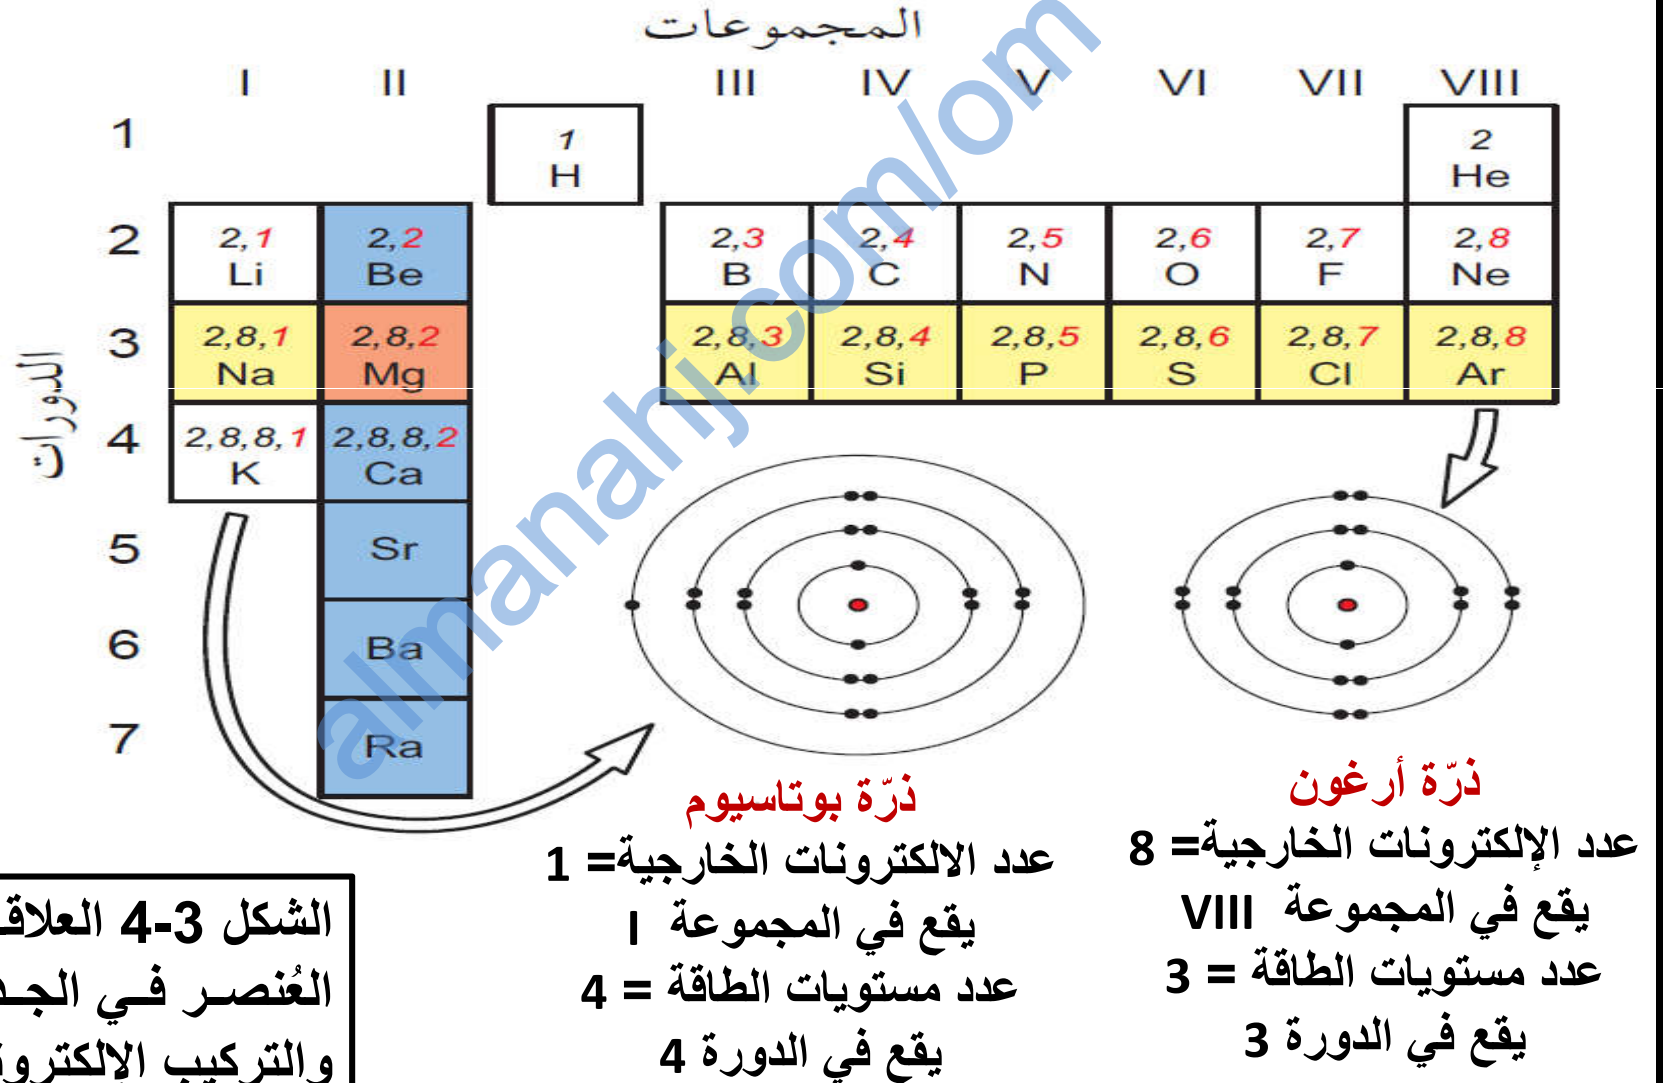 المجموعات
I II III IV V VI VII VIII
الدورات
1
1 2
H He
2
2,1 2,2 2,3 2,4 2,5 2,6 2,7 2,8
Li Be B C N O F Ne
3
2,8,1 2,8,2 2,8,3 2,8,4 2,8,5 2,8,6 2,8,7 2,8,8
Na Mg Al Si P S Cl Ar
4
2,8,8,1 2,8,8,2
K Ca
5
Sr
6
Ba
7
Ra
ذرّة أرغون
عدد الإلكترونات الخارجية= 8
يقع في المجموعة VIII
عدد مستويات الطاقة = 3
يقع في الدورة 3
ذرّة بوتاسيوم
عدد الالكترونات الخارجية= 1
يقع في المجموعة I
عدد مستويات الطاقة = 4
يقع في الدورة 4
الشكل 3-4
العُنصر في
والتركيب
almanahj.com/om